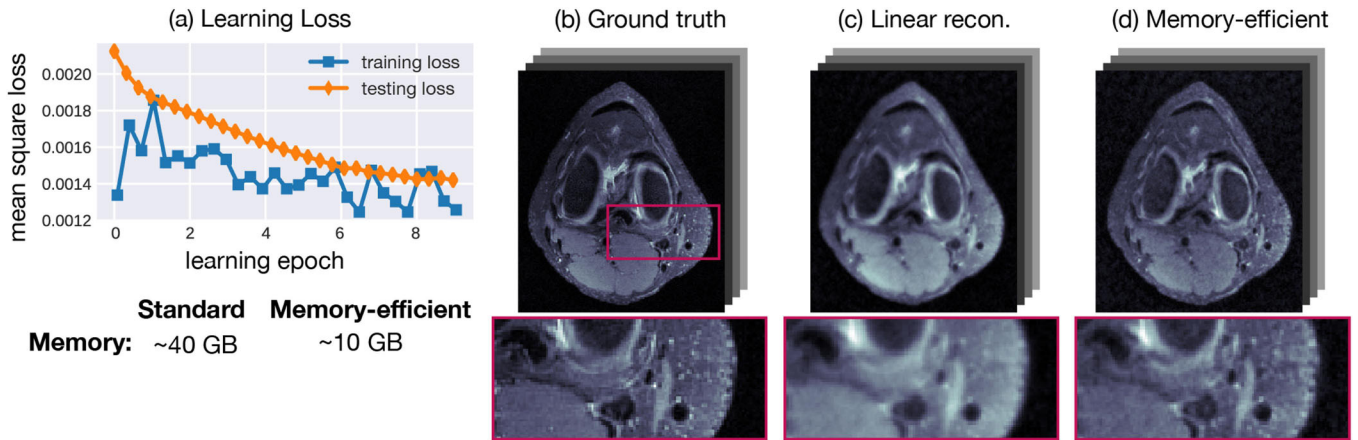 (a) Learning Loss
mean square loss
0.0020
0.0018
0.0016
0.0014
0.0012
training loss
testing loss
0 2 4 6 8
learning epoch
Standard Memory-efficient
Memory: ~40 GB ~10 GB
(b) Ground truth
(c) Linear recon.
(d) Memory-efficient